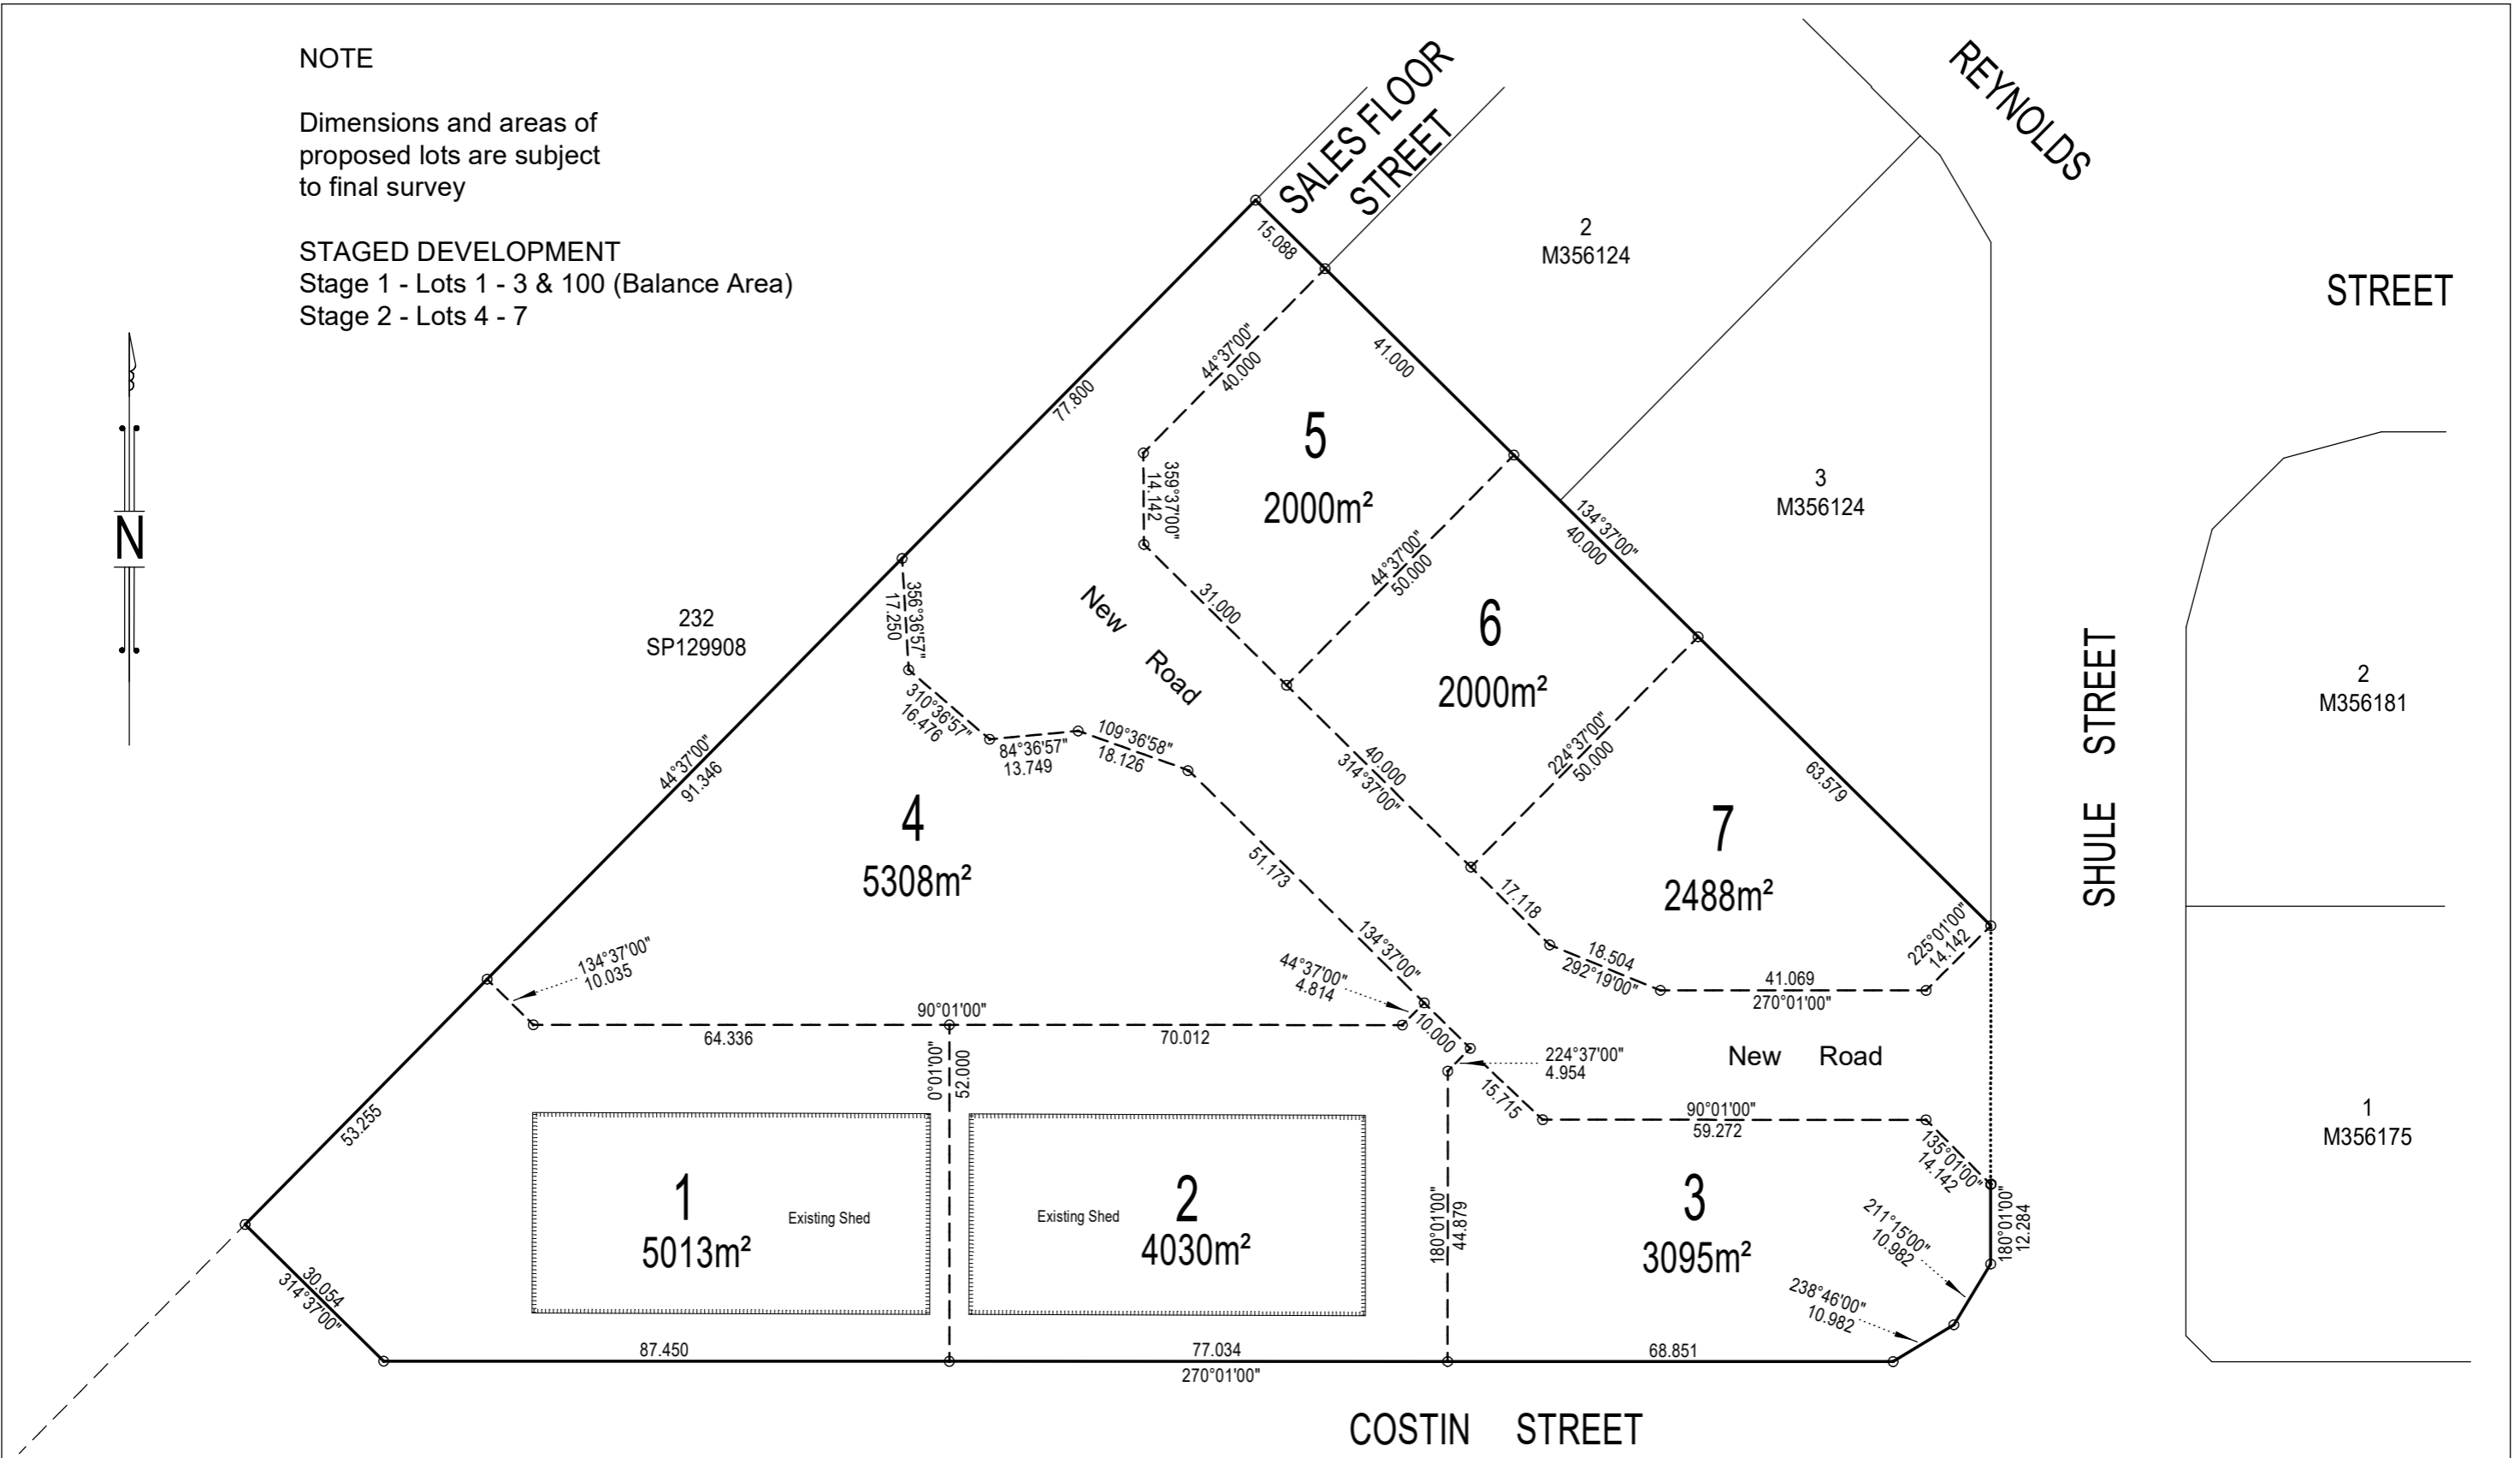 NOTE
Dimensions and areas of
proposed lots are subject
to final survey
STAGED DEVELOPMENT
Stage 1 - Lots 1 - 3 & 100 (Balance Area)
Stage 2 - Lots 4 - 7
N
SALES FLOOR
STREET
REYNOLDS
STREET
2
M356124
3
M356124
SHULE STREET
2
M356181
1
M356175
232
SP129908
15.088
77.800
44°37'00"
40.000
41.000
5
2000m²
359°37'00"
14.142
31.000
44°37'00"
50.000
134°37'00"
40.000
6
2000m²
New Road
356°36'57"
17.250
310°36'57"
16.476
84°36'57"
13.749
109°36'58"
18.126
40.000
314°37'00"
224°37'00"
50.000
63.579
44°37'00"
91.346
4
5308m²
51.173
134°37'00"
7
2488m²
17.118
18.504
292°19'00"
41.069
270°01'00"
225°01'00"
14.142
134°37'00"
10.035
44°37'00"
4.814
90°01'00"
64.336
70.012
10.000
224°37'00"
4.954
15.715
New Road
0°01'00"
52.000
53.255
90°01'00"
59.272
135°01'00"
14.142
1
5013m²
Existing Shed
Existing Shed
2
4030m²
180°01'00"
44.879
3
3095m²
211°15'00"
10.982
180°01'00"
12.284
238°46'00"
10.982
30.054
314°37'00"
87.450
77.034
270°01'00"
68.851
COSTIN STREET